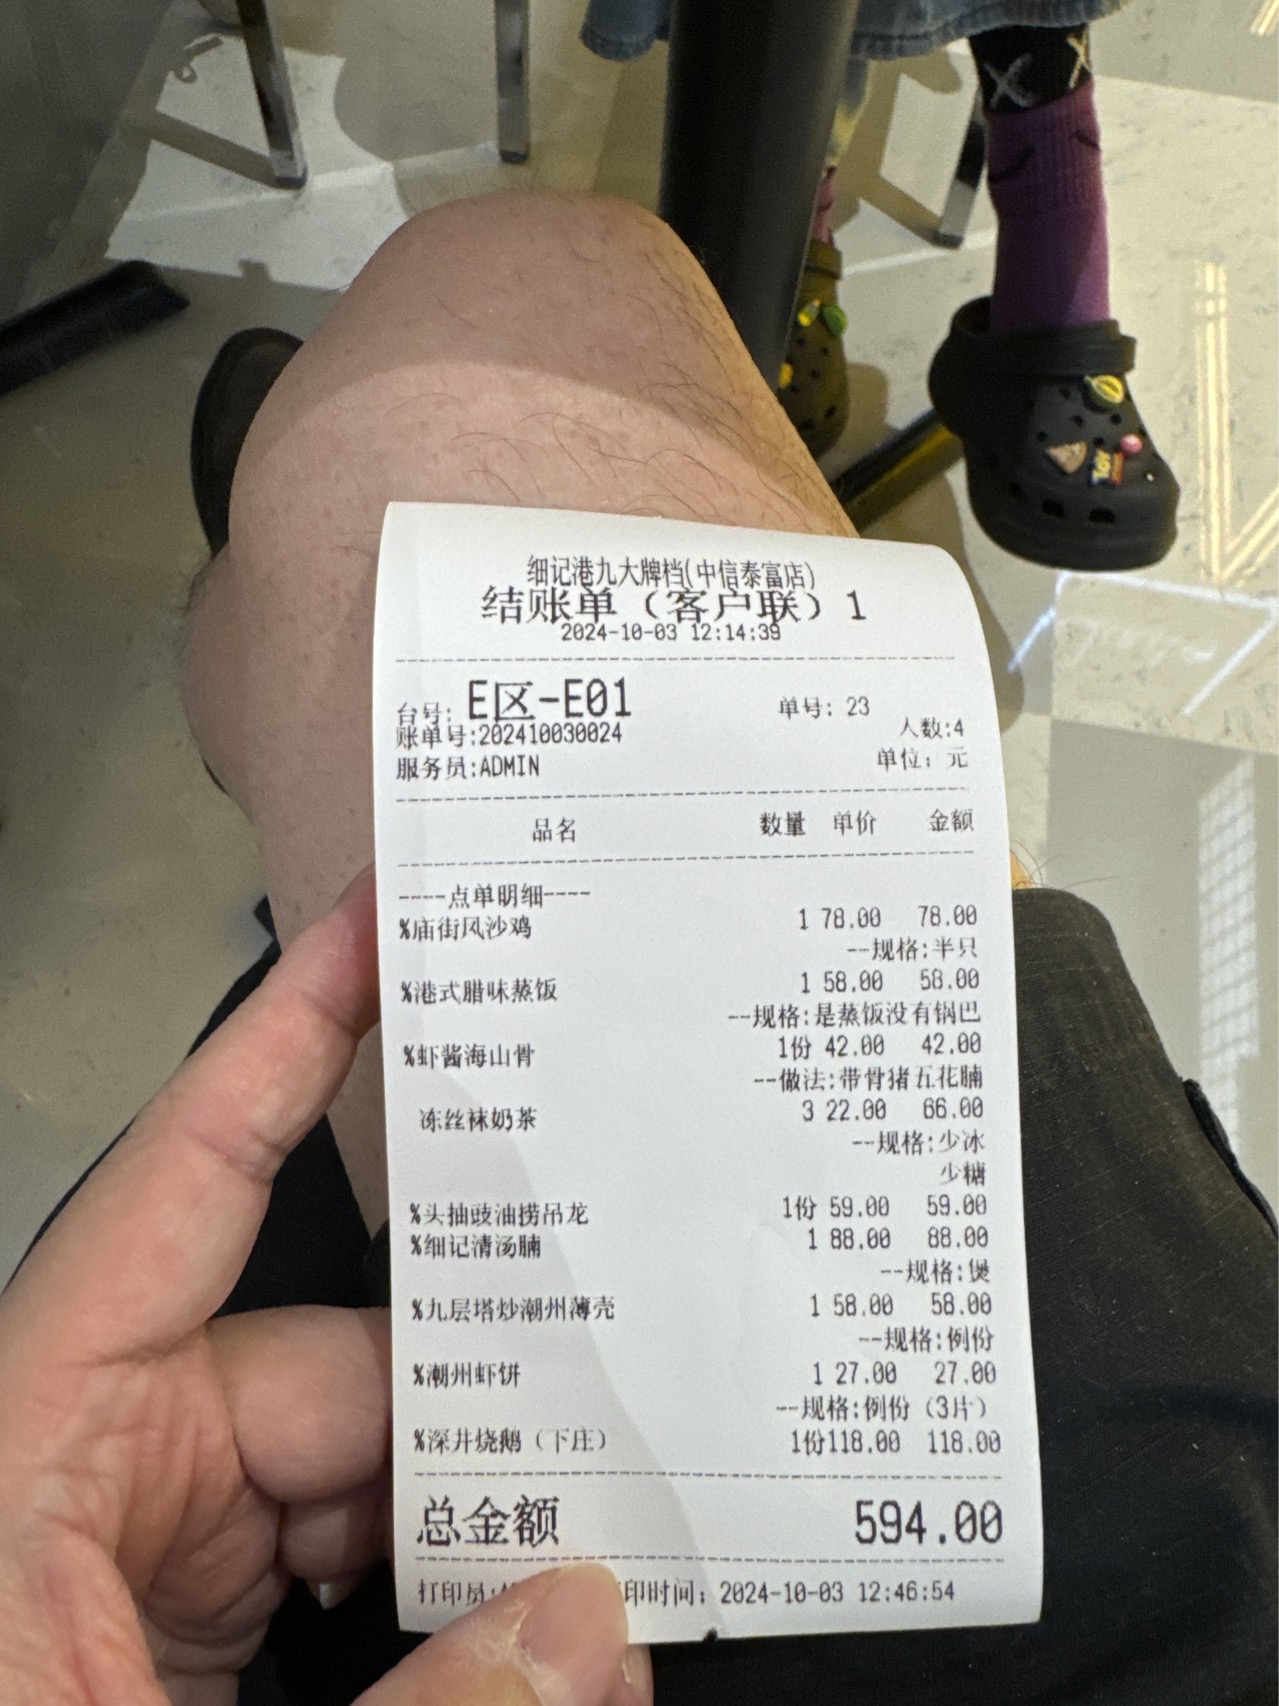 细记港九大牌档(中信泰富店)
结账单（客户联）1
2024-10-03 12:14:39
台号: E区-E01 单号: 23
账单号:202410030024 人数:4
服务员:ADMIN 单位: 元
品名 数量 单价 金额
----点单明细----
%庙街风沙鸡 1 78.00 78.00
--规格:半只
%港式腊味蒸饭 1 58.00 58.00
--规格:是蒸饭没有锅巴
%虾酱海山骨 1份 42.00 42.00
--做法:带骨猪五花腩
冻丝袜奶茶 3 22.00 66.00
--规格:少冰
少糖
%头抽豉油捞吊龙 1份 59.00 59.00
%细记清汤腩 1 88.00 88.00
--规格:煲
%九层塔炒潮州薄壳 1 58.00 58.00
--规格:例份
%潮州虾饼 1 27.00 27.00
--规格:例份（3片）
%深井烧鹅（下庄） 1份118.00 118.00
总金额 594.00
打印员: 印时间: 2024-10-03 12:46:54